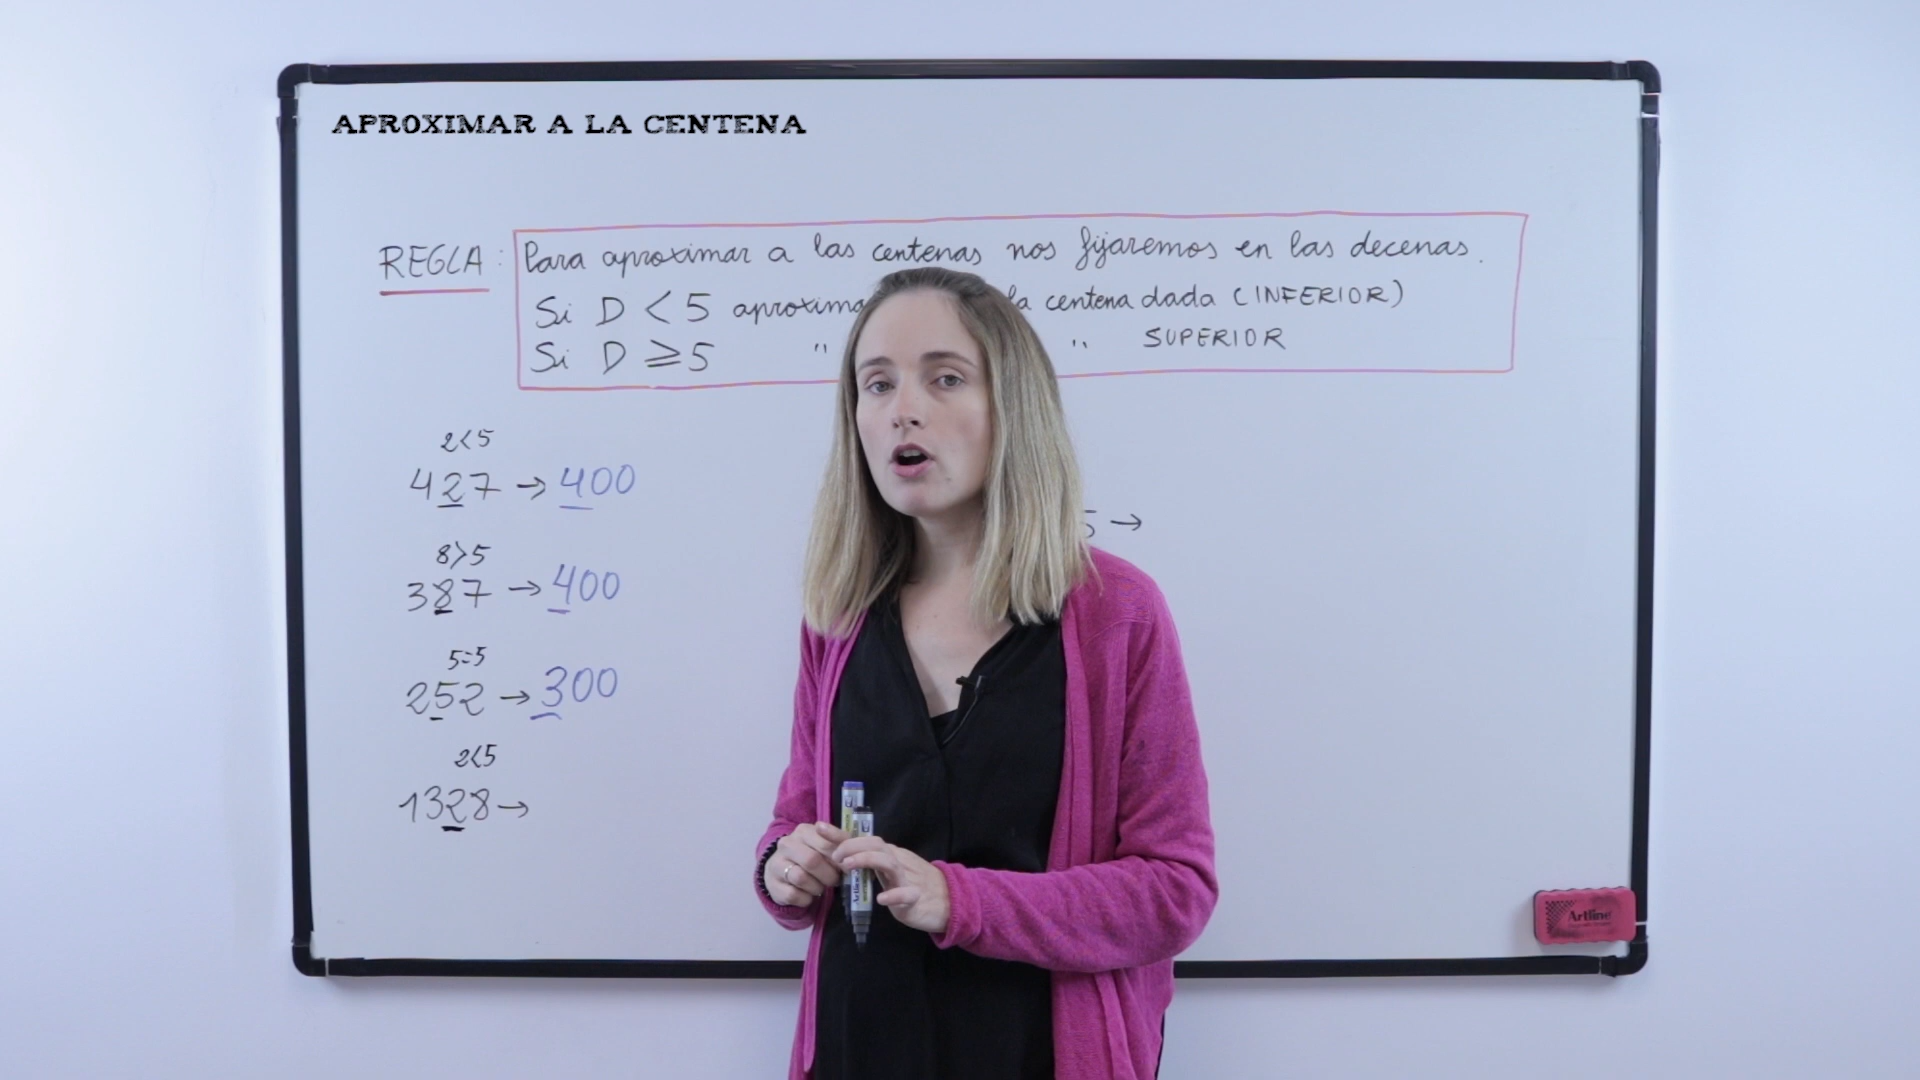 APROXIMAR A LA CENTENA
REGLA: Para aproximar a las centenas nos fijaremos en las decenas.
Si D < 5 aproxima la centena dada (INFERIOR)
Si D ≥ 5 " " SUPERIOR
2<5
427 → 400
8>5
387 → 400
5=5
252 → 300
2<5
1328 →
5 →
Artline